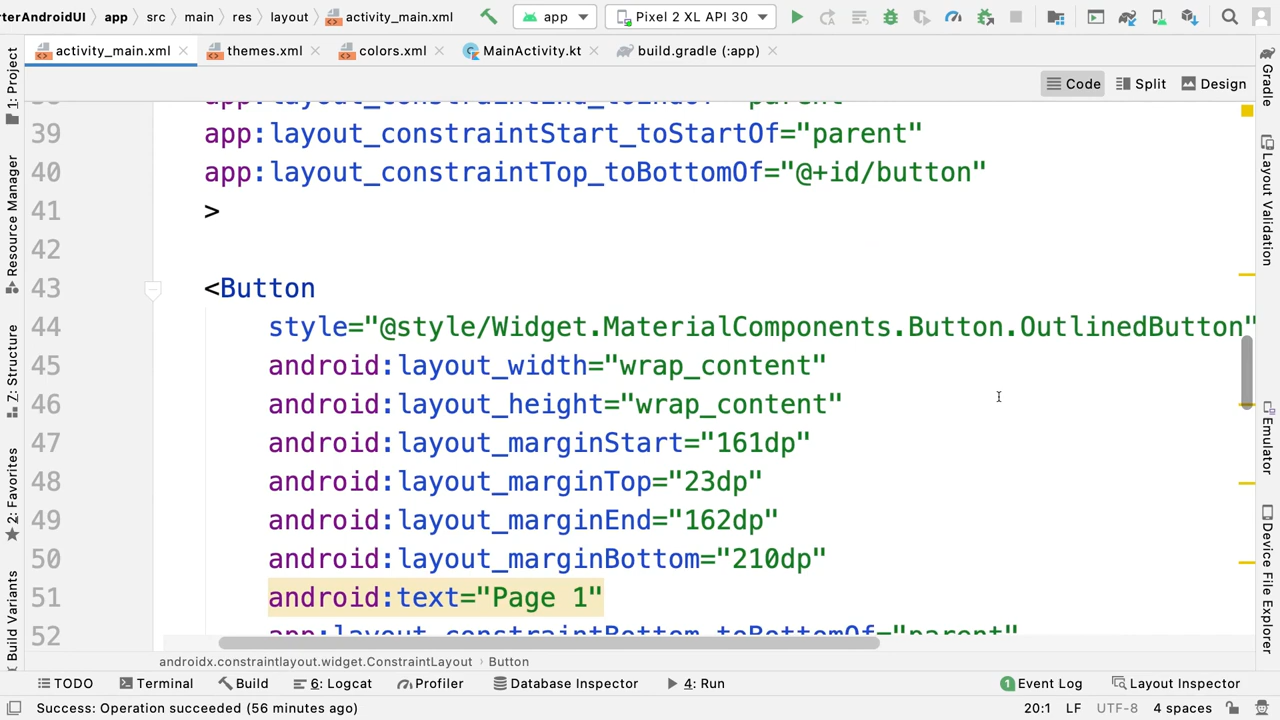 rterAndroidUI app src main res layout activity_main.xml app Pixel 2 XL API 30
activity_main.xml themes.xml colors.xml MainActivity.kt build.gradle (:app)
Code Split Design
39 app:layout_constraintStart_toStartOf="parent"
40 app:layout_constraintTop_toBottomOf="@+id/button"
41 >
42
43 <Button
44 style="@style/Widget.MaterialComponents.Button.OutlinedButton"
45 android:layout_width="wrap_content"
46 android:layout_height="wrap_content"
47 android:layout_marginStart="161dp"
48 android:layout_marginTop="23dp"
49 android:layout_marginEnd="162dp"
50 android:layout_marginBottom="210dp"
51 android:text="Page 1"
52 app:layout_constraintBottom_toBottomOf="parent"
androidx.constraintlayout.widget.ConstraintLayout › Button
TODO Terminal Build 6: Logcat Profiler Database Inspector 4: Run 1 Event Log Layout Inspector
Success: Operation succeeded (56 minutes ago) 20:1 LF UTF-8 4 spaces
1: Project
Resource Manager
Z: Structure
2: Favorites
Build Variants
Gradle
Layout Validation
Emulator
Device File Explorer